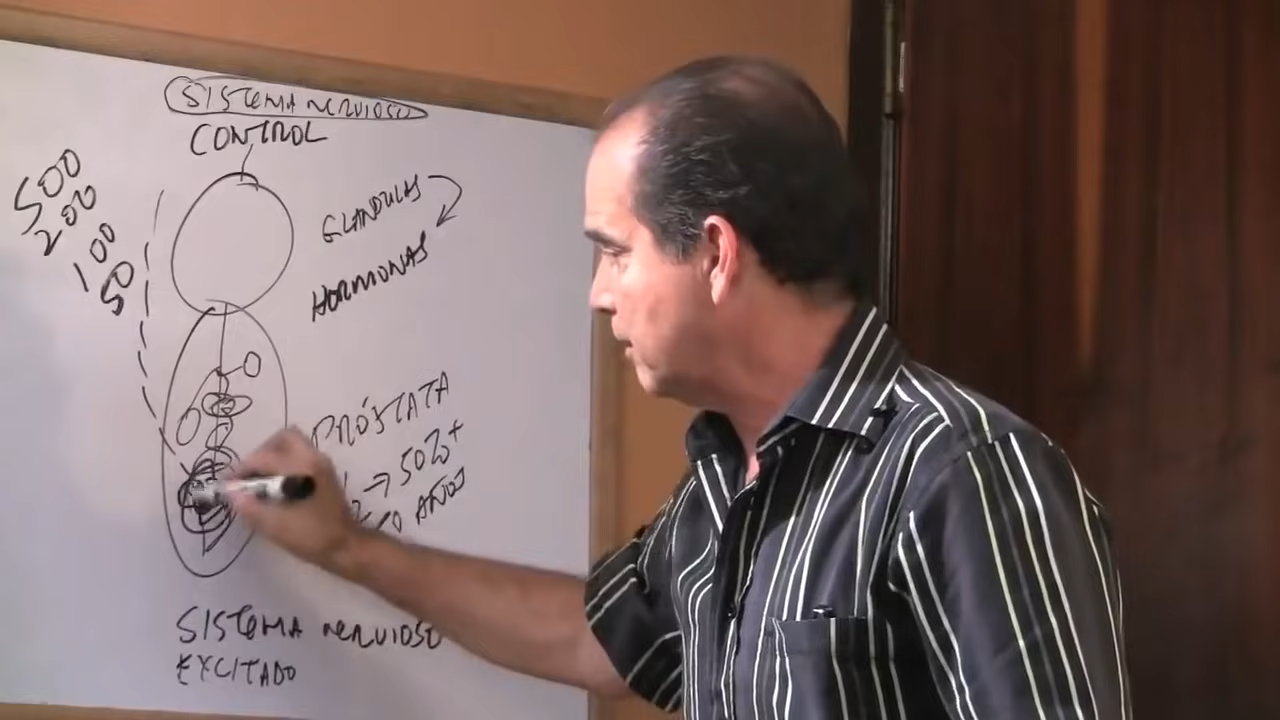 SISTEMA NERVIOSO
CONTROL
500
200
100
50
GLANDULAS
HORMONAS
PRÓSTATA
→ 50%+
AÑOS
SISTEMA NERVIOSO
EXCITADO